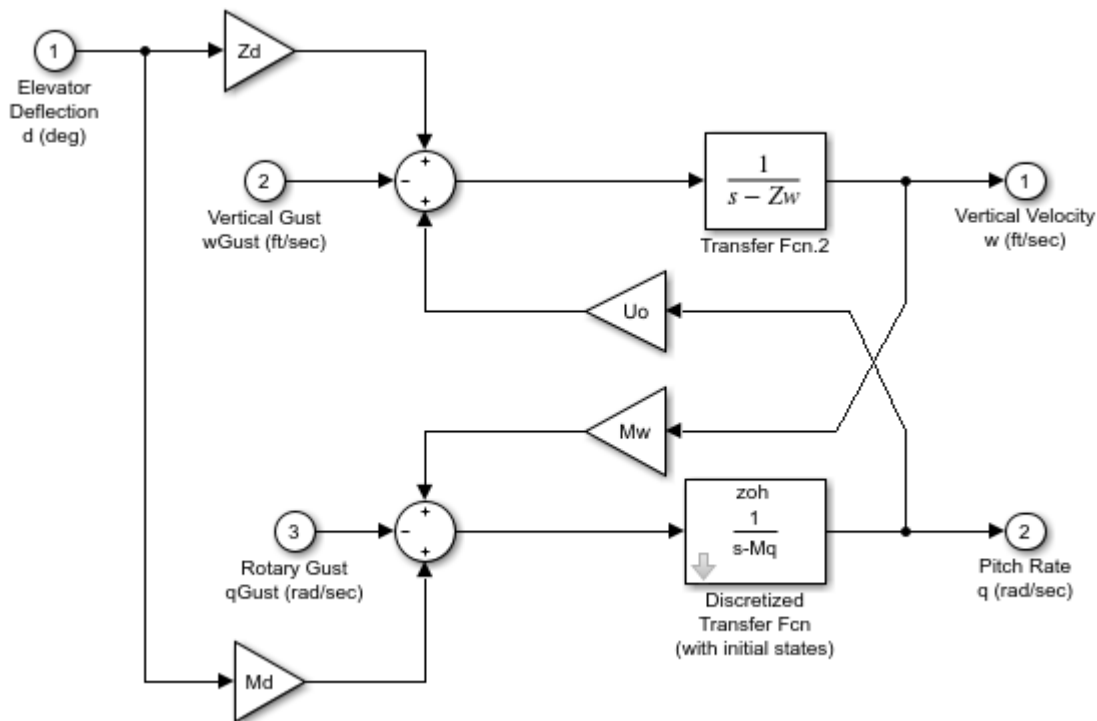 1
Elevator
Deflection
d (deg)
Zd
+
-
+
2
Vertical Gust
wGust (ft/sec)
1
s − Zw
Transfer Fcn.2
1
Vertical Velocity
w (ft/sec)
Uo
Mw
+
-
+
3
Rotary Gust
qGust (rad/sec)
zoh
1
s-Mq
Discretized
Transfer Fcn
(with initial states)
2
Pitch Rate
q (rad/sec)
Md